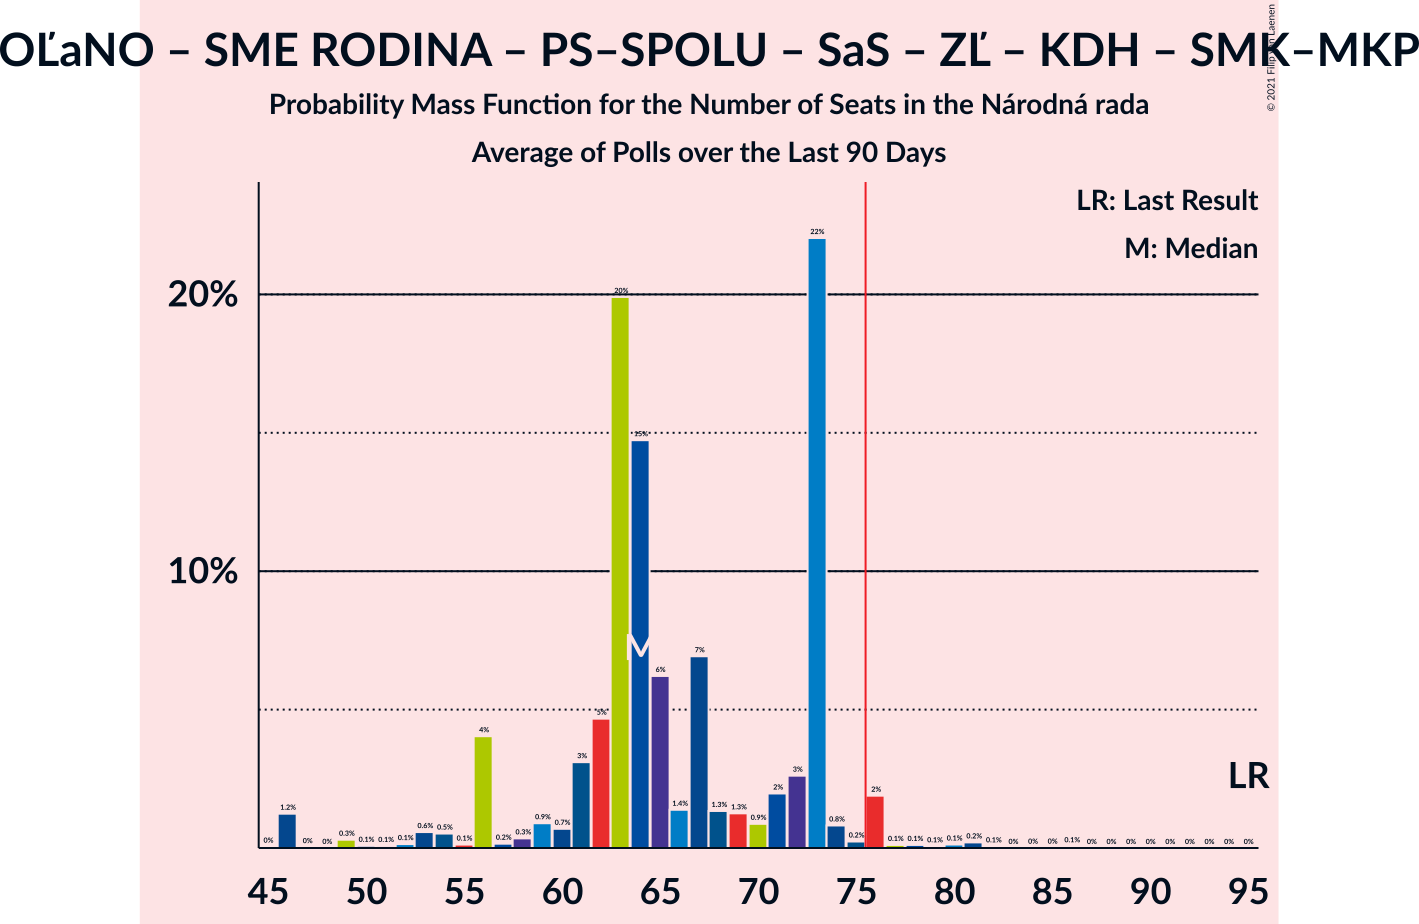 OĽaNO – SME RODINA – PS–SPOLU – SaS – ZĽ – KDH – SMK–MKP
© 2021 Filip van Laenen
Probability Mass Function for the Number of Seats in the Národná rada
Average of Polls over the Last 90 Days
LR: Last Result
M: Median
22%
20%
20%
15%
7%
M
6%
5%
10%
4%
3%
3%
LR
2%
2%
0% 1.2% 0% 0% 0.3% 0.1% 0.1% 0.1% 0.6% 0.5% 0.1% 0.2% 0.3% 0.9% 0.7% 1.4% 1.3% 1.3% 0.9% 0.8% 0.2% 0.1% 0.1% 0.1% 0.1% 0.2% 0.1% 0% 0% 0% 0.1% 0% 0% 0% 0% 0% 0% 0% 0% 0%
45 50 55 60 65 70 75 80 85 90 95